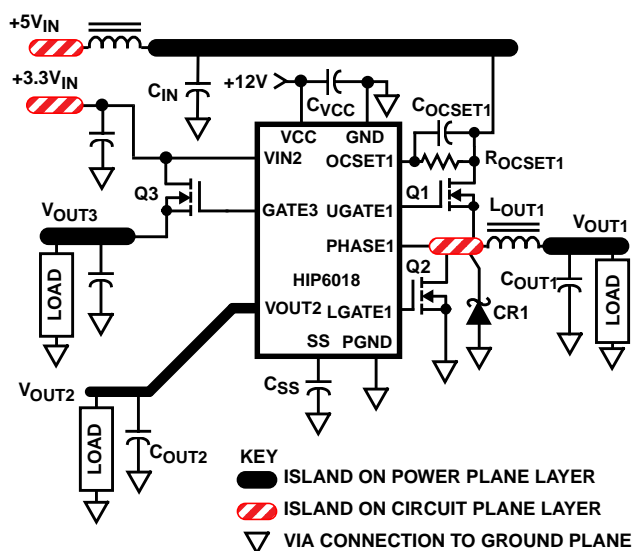 +5VIN
+3.3VIN
CIN
+12V
CVCC
COCSET1
VCC
GND
VIN2
OCSET1
ROCSET1
Q3
GATE3
UGATE1
Q1
LOUT1
VOUT3
VOUT1
PHASE1
LOAD
HIP6018
Q2
COUT1
LOAD
VOUT2
LGATE1
CR1
SS
PGND
CSS
VOUT2
LOAD
COUT2
KEY
ISLAND ON POWER PLANE LAYER
ISLAND ON CIRCUIT PLANE LAYER
VIA CONNECTION TO GROUND PLANE